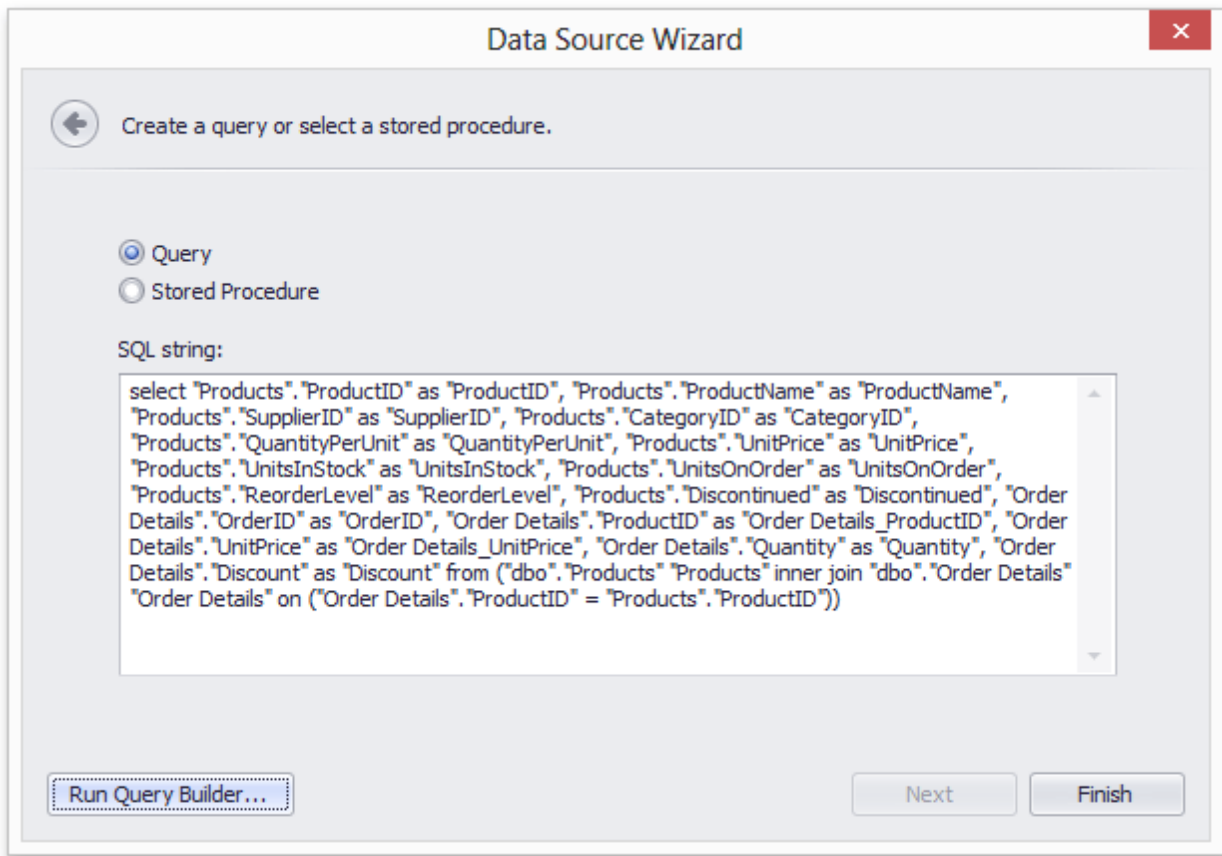 Data Source Wizard
Create a query or select a stored procedure.
Query
Stored Procedure
SQL string:
select "Products"."ProductID" as "ProductID", "Products"."ProductName" as "ProductName",
"Products"."SupplierID" as "SupplierID", "Products"."CategoryID" as "CategoryID",
"Products"."QuantityPerUnit" as "QuantityPerUnit", "Products"."UnitPrice" as "UnitPrice",
"Products"."UnitsInStock" as "UnitsInStock", "Products"."UnitsOnOrder" as "UnitsOnOrder",
"Products"."ReorderLevel" as "ReorderLevel", "Products"."Discontinued" as "Discontinued", "Order
Details"."OrderID" as "OrderID", "Order Details"."ProductID" as "Order Details_ProductID", "Order
Details"."UnitPrice" as "Order Details_UnitPrice", "Order Details"."Quantity" as "Quantity", "Order
Details"."Discount" as "Discount" from ("dbo"."Products" "Products" inner join "dbo"."Order Details"
"Order Details" on ("Order Details"."ProductID" = "Products"."ProductID"))
Run Query Builder...
Next
Finish